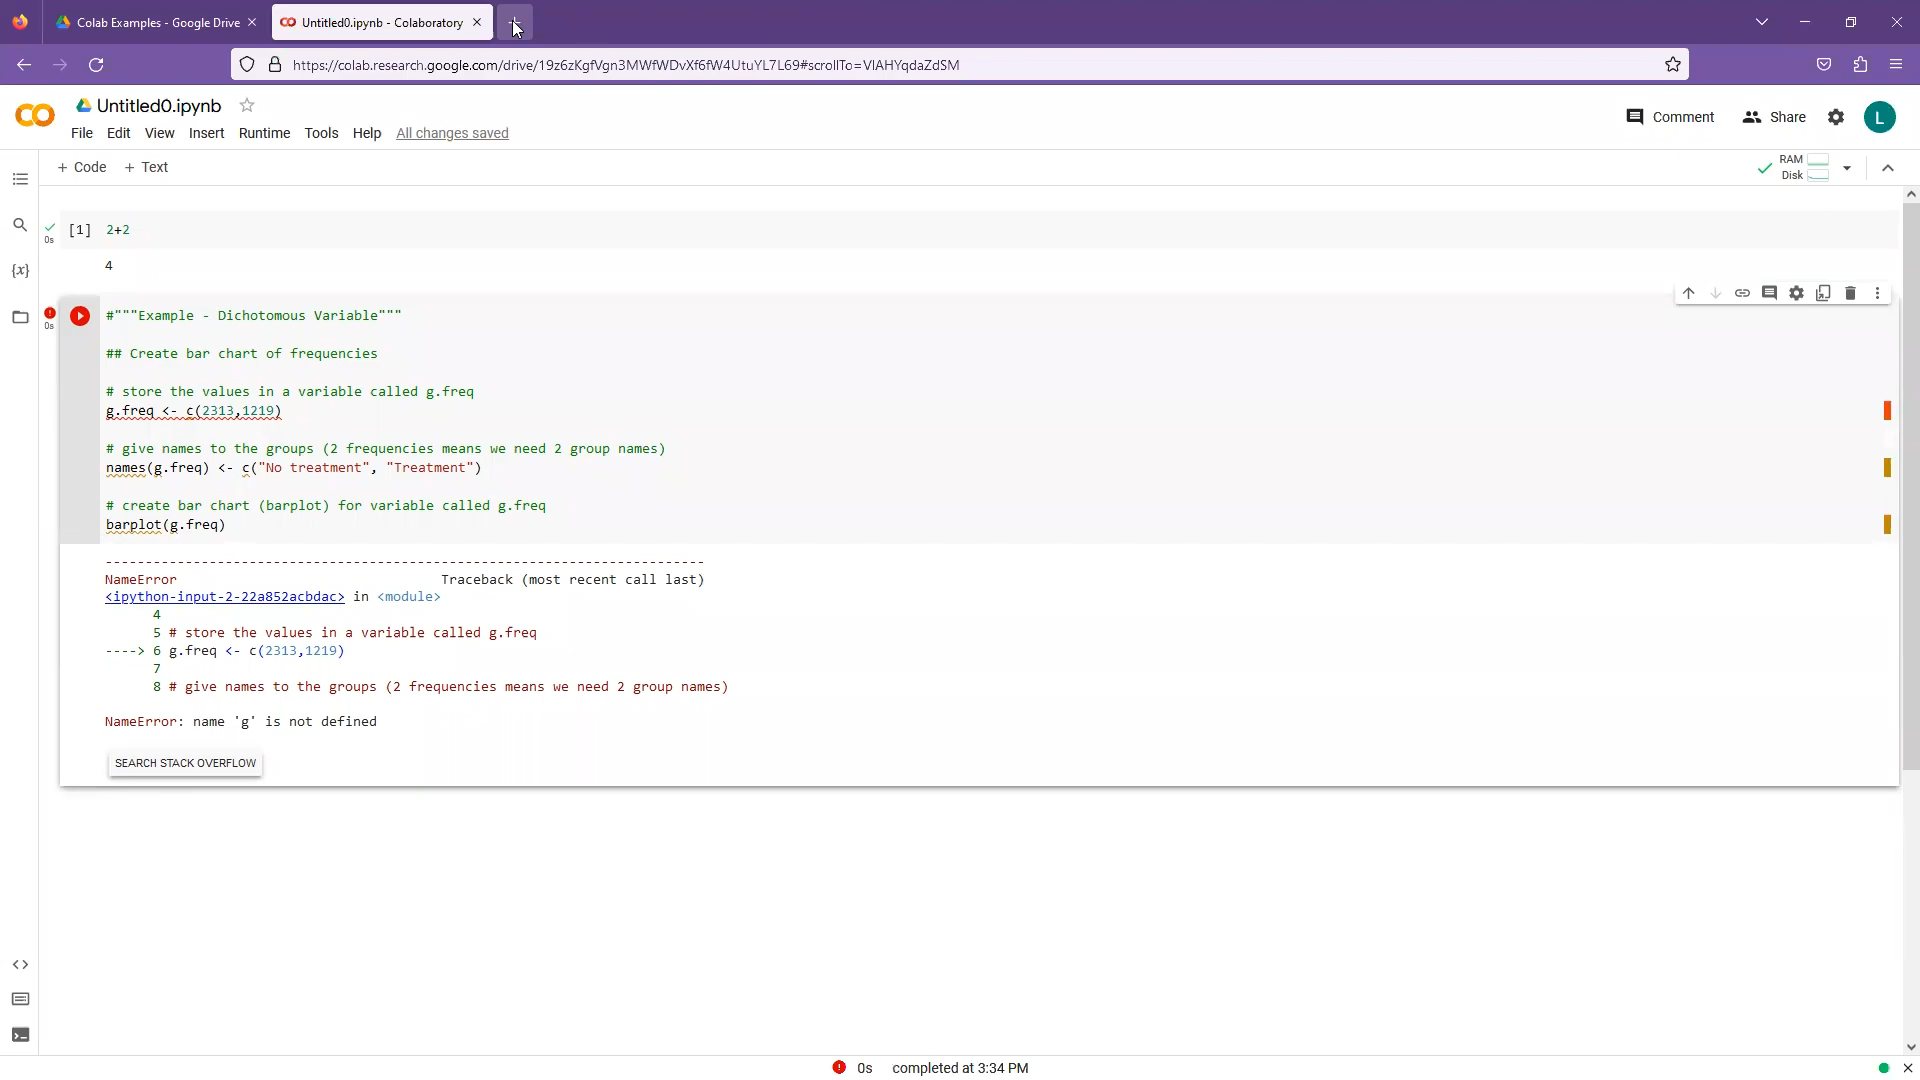 Colab Examples - Google Drive
Untitled0.ipynb - Colaboratory
https://colab.research.google.com/drive/19z6zKgfVgn3MWfWDvXf6fW4UtuYL7L69#scrollTo=VIAHYqdaZdSM
Untitled0.ipynb
Comment
Share
L
File Edit View Insert Runtime Tools Help All changes saved
+ Code + Text
RAM
Disk
{x}
0s
[1] 2+2
4
0s
#"""Example - Dichotomous Variable"""
## Create bar chart of frequencies
# store the values in a variable called g.freq
g.freq <- c(2313,1219)
# give names to the groups (2 frequencies means we need 2 group names)
names(g.freq) <- c("No treatment", "Treatment")
# create bar chart (barplot) for variable called g.freq
barplot(g.freq)
---------------------------------------------------------------------------
NameError Traceback (most recent call last)
<ipython-input-2-22a852acbdac> in <module>
4
5 # store the values in a variable called g.freq
----> 6 g.freq <- c(2313,1219)
7
8 # give names to the groups (2 frequencies means we need 2 group names)
NameError: name 'g' is not defined
SEARCH STACK OVERFLOW
0s completed at 3:34 PM